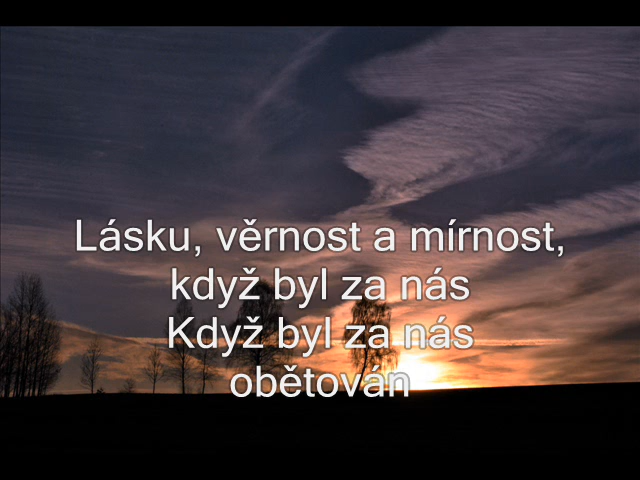 Lásku, věrnost a mírnost,
když byl za nás
Když byl za nás
obětován